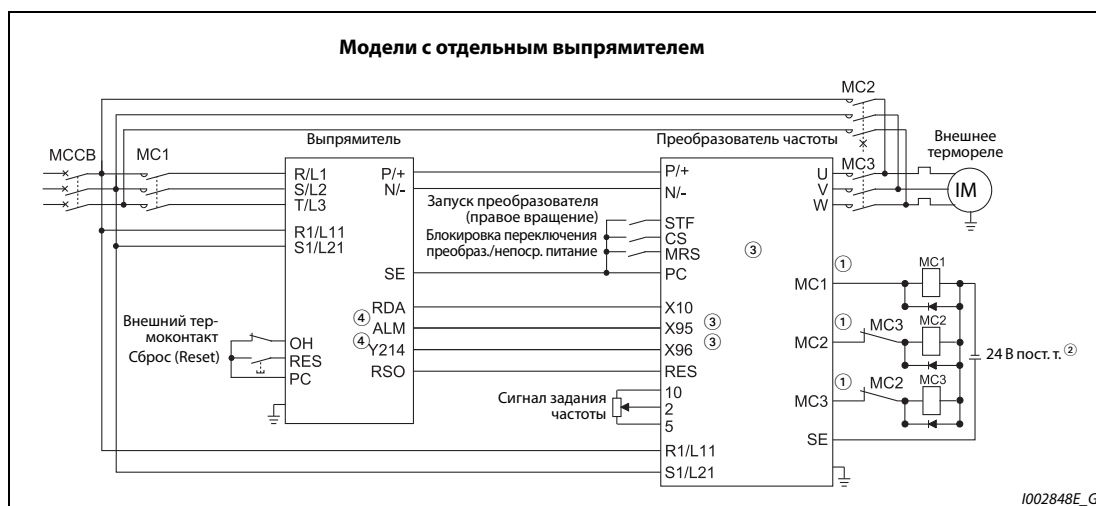 Модели с отдельным выпрямителем
MC2
Выпрямитель
Преобразователь частоты
Внешнее
термореле
MCCB
MC1
MC3
R/L1
S/L2
T/L3
R1/L11
S1/L21
P/+
N/-
P/+
N/-
U
V
W
IM
Запуск преобразователя
(правое вращение)
Блокировка переключения
преобраз./непоср. питание
STF
CS
MRS
PC
③
SE
MC1
①
MC1
RDA
④
ALM
④
Y214
RSO
X10
X95
③
X96
③
RES
MC2
①
MC3
MC2
24 В пост. т. ②
Внешний тер-
моконтакт
Сброс (Reset)
OH
RES
PC
Сигнал задания
частоты
10
2
5
MC3
①
MC2
MC3
SE
R1/L11
S1/L21
I002848E_G